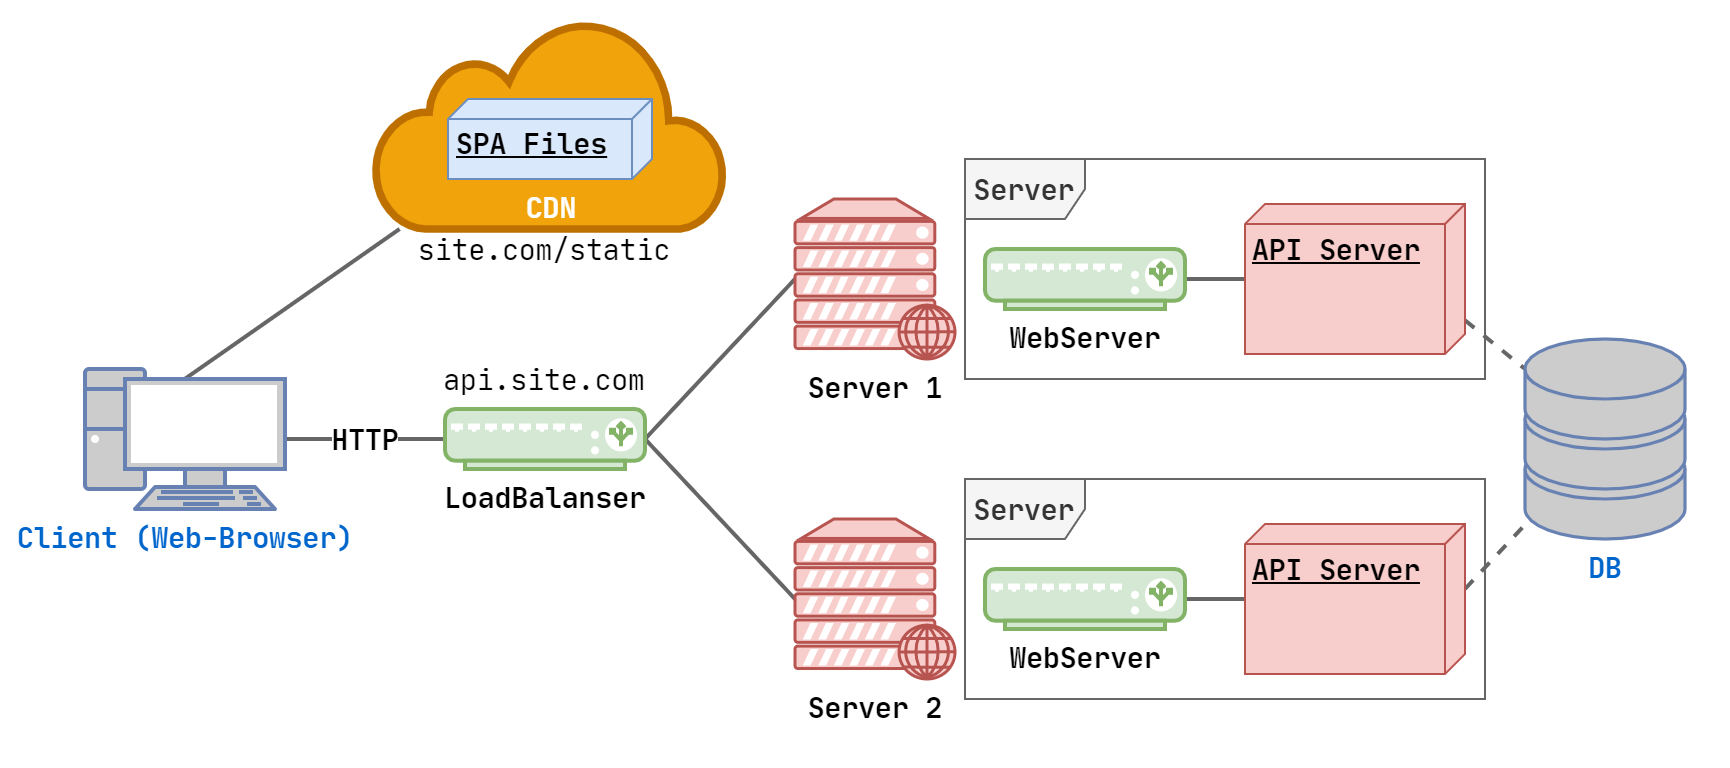 SPA Files
CDN
site.com/static
Client (Web-Browser)
HTTP
api.site.com
LoadBalanser
Server 1
Server
WebServer
API Server
Server 2
Server
WebServer
API Server
DB